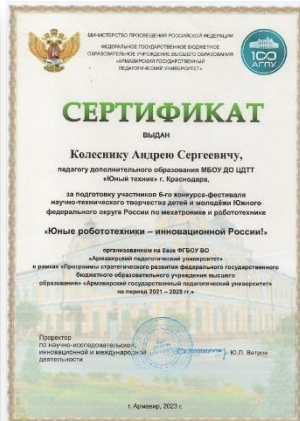 МИНИСТЕРСТВО ПРОСВЕЩЕНИЯ РОССИЙСКОЙ ФЕДЕРАЦИИ
ФЕДЕРАЛЬНОЕ ГОСУДАРСТВЕННОЕ БЮДЖЕТНОЕ
ОБРАЗОВАТЕЛЬНОЕ УЧРЕЖДЕНИЕ ВЫСШЕГО ОБРАЗОВАНИЯ
«АРМАВИРСКИЙ ГОСУДАРСТВЕННЫЙ
ПЕДАГОГИЧЕСКИЙ УНИВЕРСИТЕТ»
100
АГПУ
СЕРТИФИКАТ
ВЫДАН
Колеснику Андрею Сергеевичу,
педагогу дополнительного образования МБОУ ДО ЦДТТ
«Юный техник» г. Краснодара,
за подготовку участников 6-го конкурса-фестиваля
научно-технического творчества детей и молодёжи Южного
федерального округа России по мехатронике и робототехнике
«Юные робототехники – инновационной России!»
организованном на базе ФГБОУ ВО
«Армавирский педагогический университет»
в рамках «Программы стратегического развития федерального государственного
бюджетного образовательного учреждения высшего
образования» «Армавирский государственный педагогический университет»
на период 2021 – 2025 гг.»
Проректор
по научно-исследовательской,
инновационной и международной
деятельности
Ю.П. Ветров
г. Армавир, 2023 г.